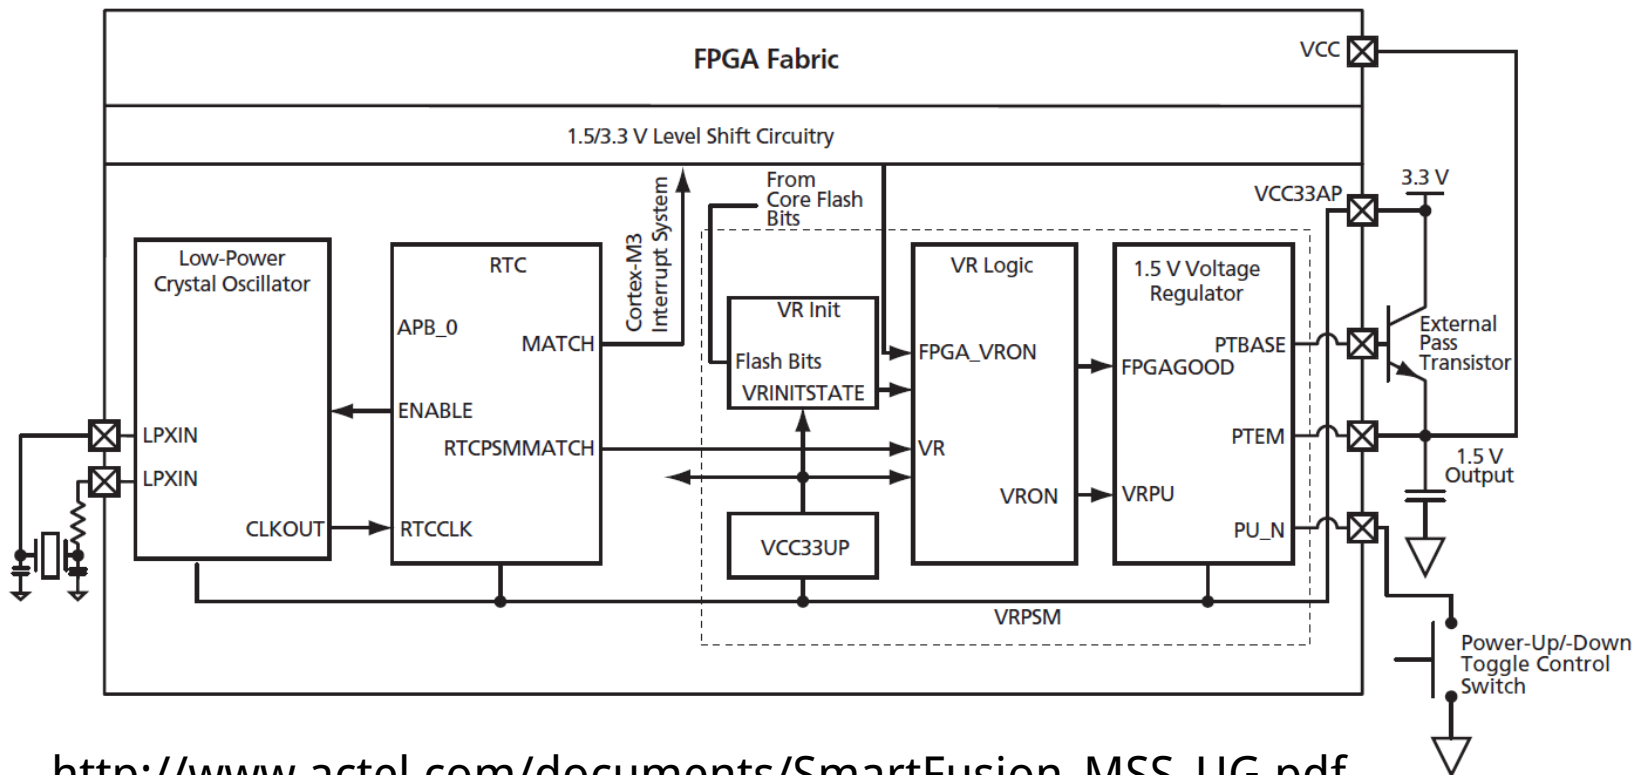 FPGA Fabric
VCC
1.5/3.3 V Level Shift Circuitry
From
Core Flash
Bits
VCC33AP
3.3 V
Cortex-M3
Interrupt System
Low-Power
Crystal Oscillator
LPXIN
LPXIN
CLKOUT
RTC
APB_0
MATCH
ENABLE
RTCPSMMATCH
RTCCLK
VR Init
Flash Bits
VRINITSTATE
VCC33UP
VR Logic
FPGA_VRON
VR
VRON
1.5 V Voltage
Regulator
PTBASE
FPGAGOOD
PTEM
VRPU
PU_N
VRPSM
External
Pass
Transistor
1.5 V
Output
Power-Up/-Down
Toggle Control
Switch
http://www.actel.com/documents/SmartFusion_MSS_UG.pdf